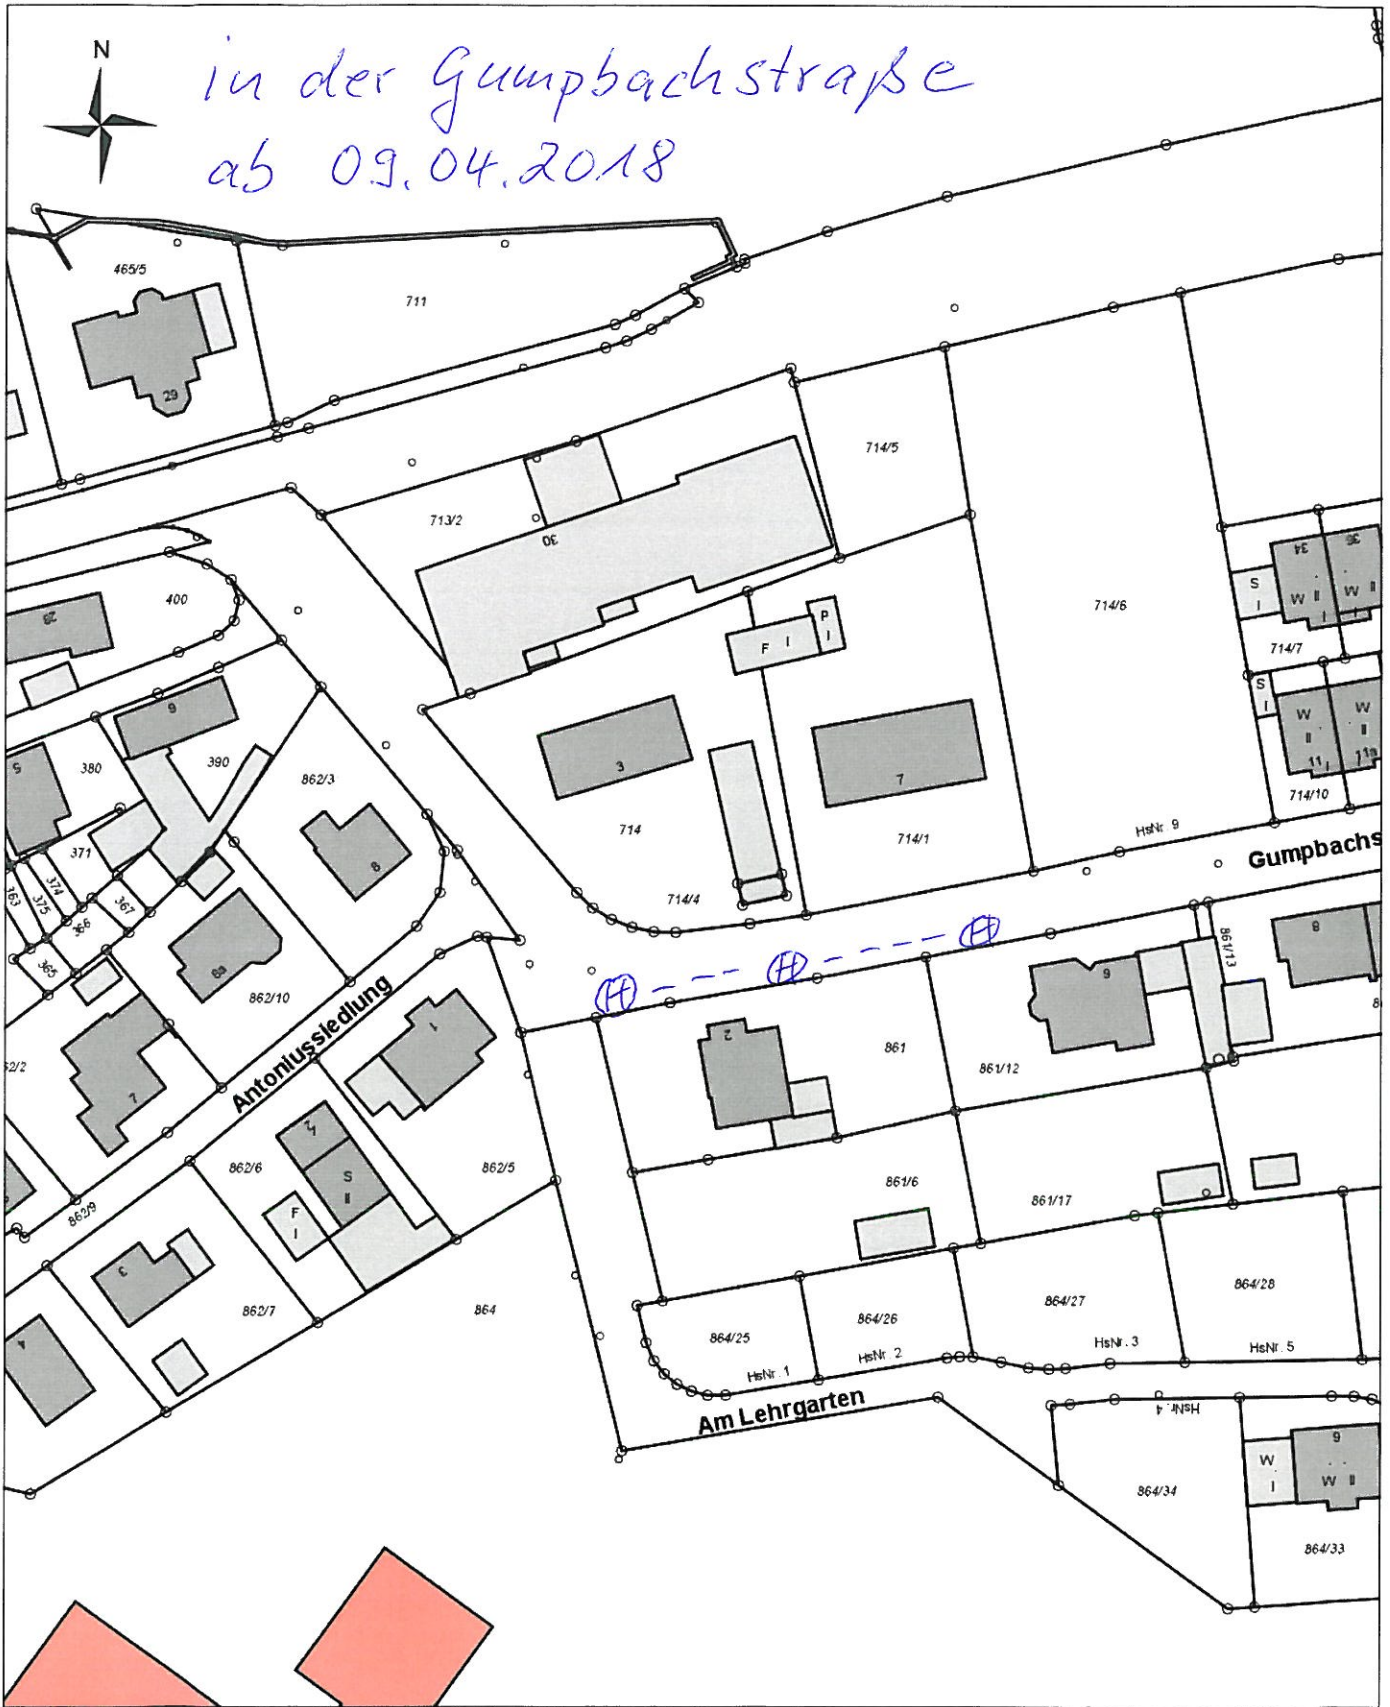 N
in der Gumpbachstraße
ab 09.04.2018
465/5
711
29
714/5
713/2
30
400
28
714/6
34
36
S
I
W
II
I
W
II
I
714/7
F I
P
I
S
I
9
380
390
862/3
5
3
7
W
II
11
I
W
II
714/10
371
714
714/1
HsNr. 9
Gumpbachs
8
374
363
375
366
367
714/4
365
8a
862/10
861/13
8
6
H
H
H
Antoniussiedlung
1
2
861
861/12
7
862/6
S
II
F
I
862/5
861/6
861/17
862/9
3
862/7
864
864/25
864/26
864/27
864/28
HsNr. 1
HsNr. 2
HsNr. 3
HsNr. 5
4
Am Lehrgarten
HsNr. 4
W
I
9
W II
864/34
864/33